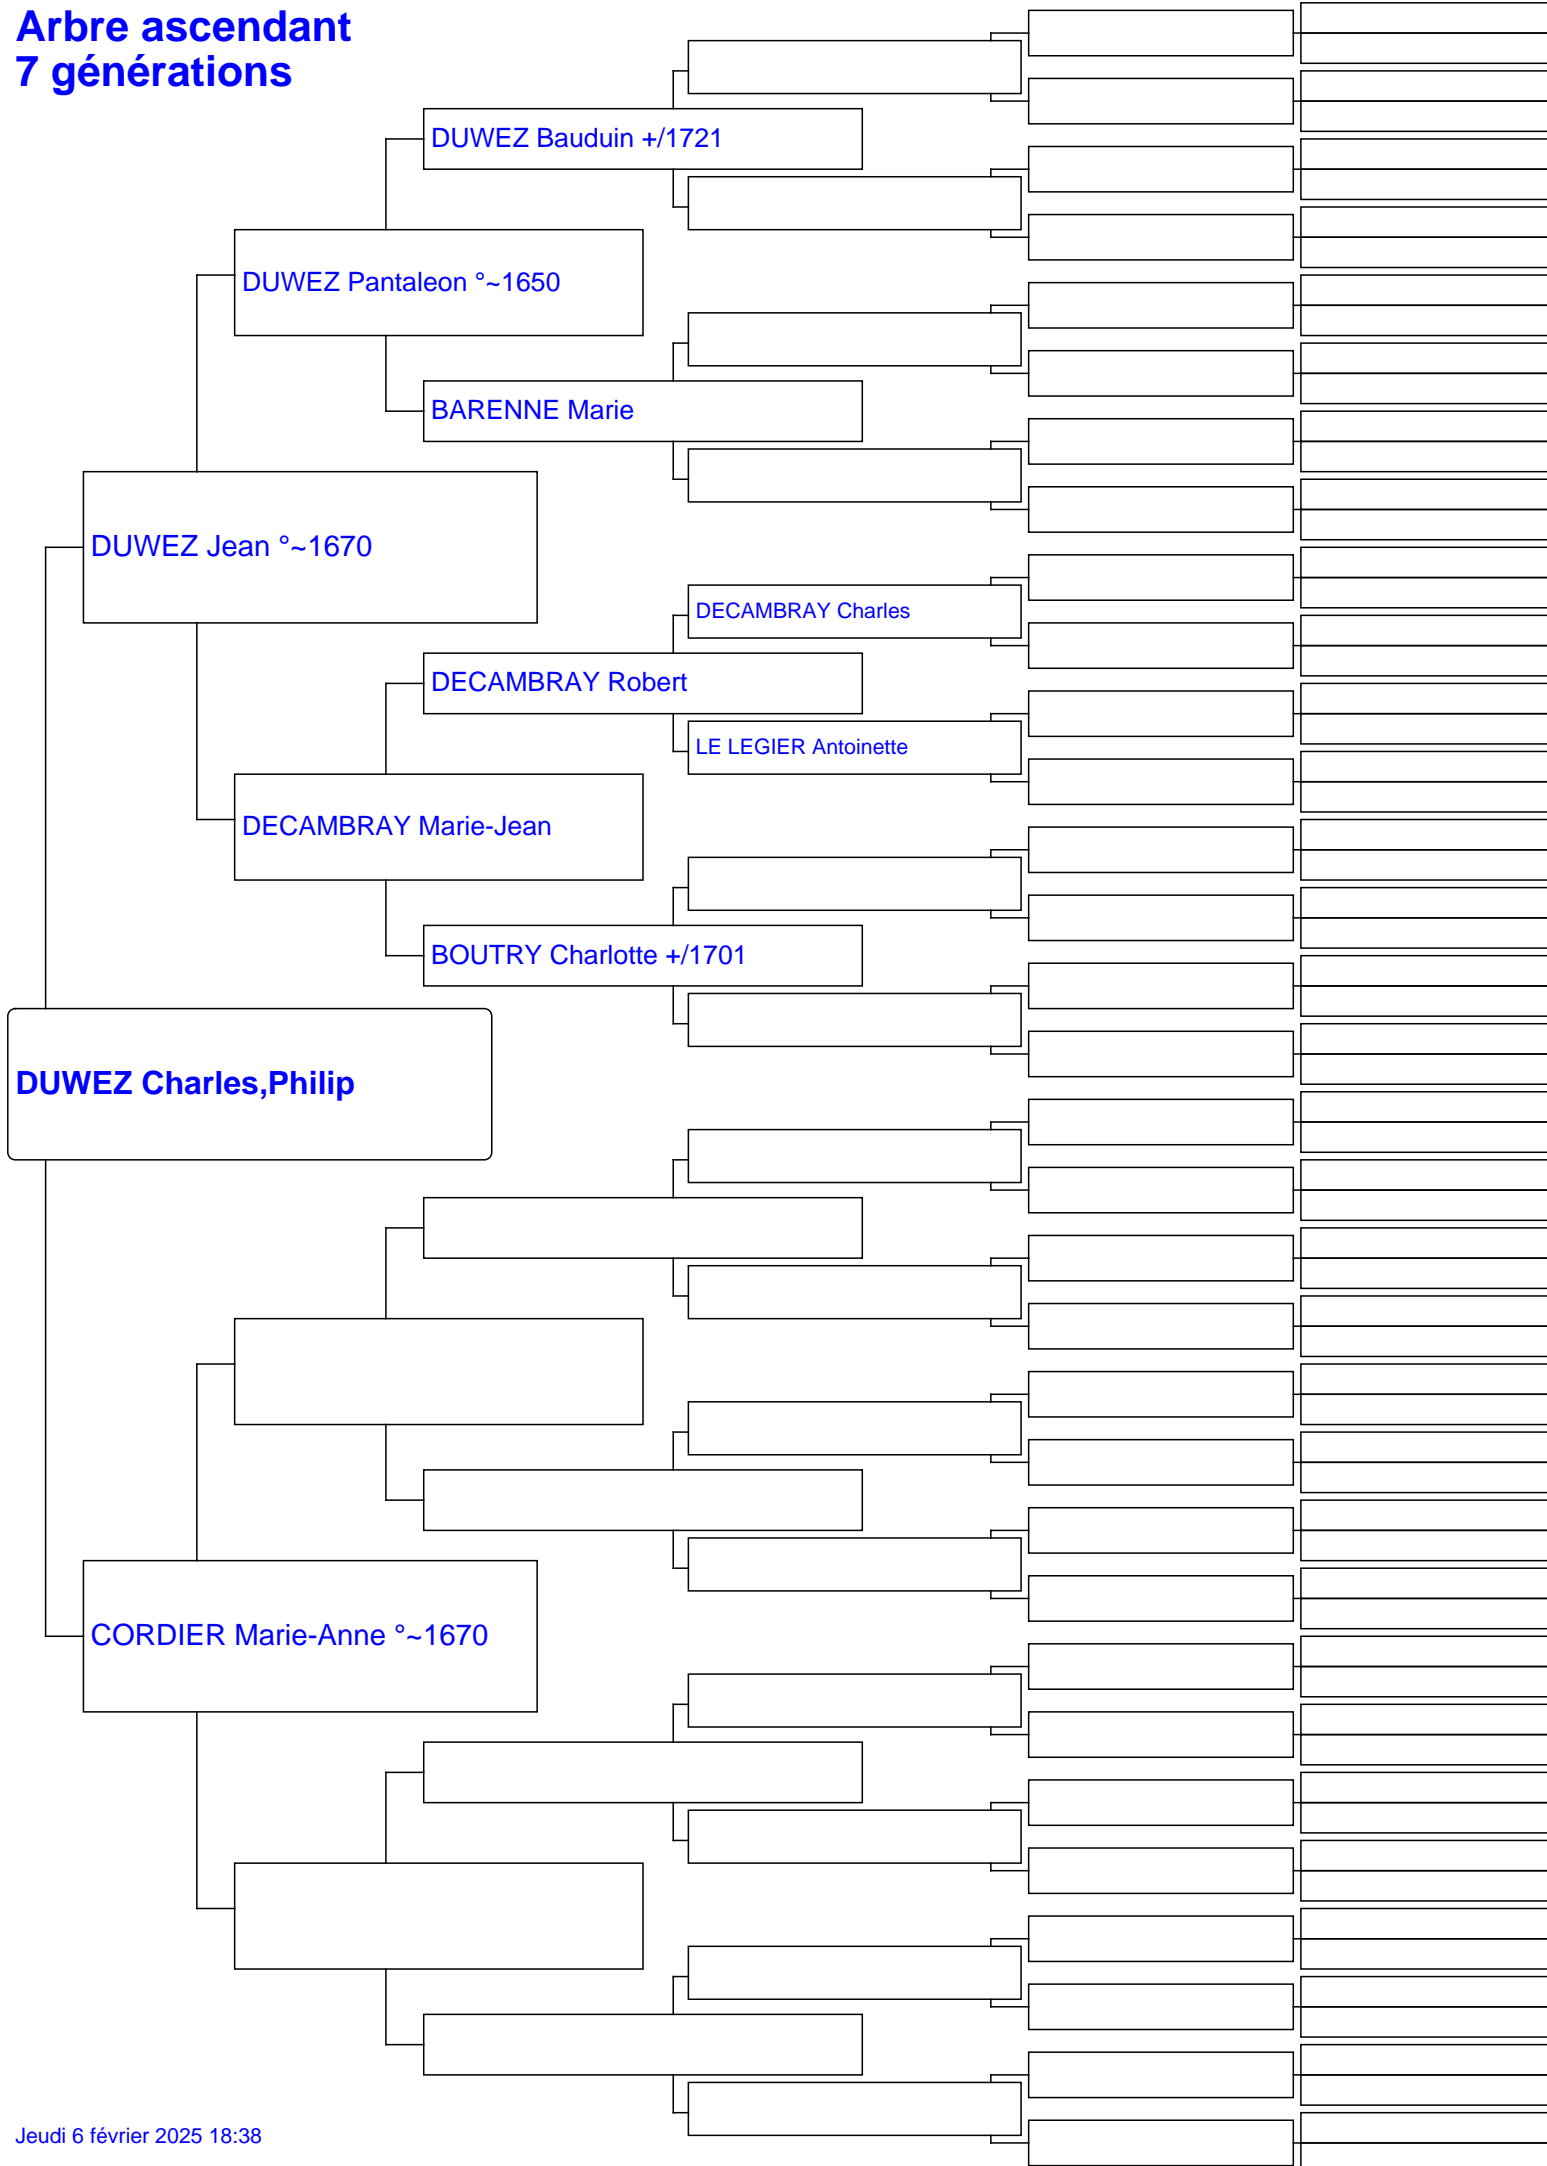 Arbre ascendant
7 générations
DUWEZ Bauduin +/1721
DUWEZ Pantaleon °~1650
BARENNE Marie
DUWEZ Jean °~1670
DECAMBRAY Charles
DECAMBRAY Robert
LE LEGIER Antoinette
DECAMBRAY Marie-Jean
BOUTRY Charlotte +/1701
DUWEZ Charles,Philip
CORDIER Marie-Anne °~1670
Jeudi 6 février 2025 18:38